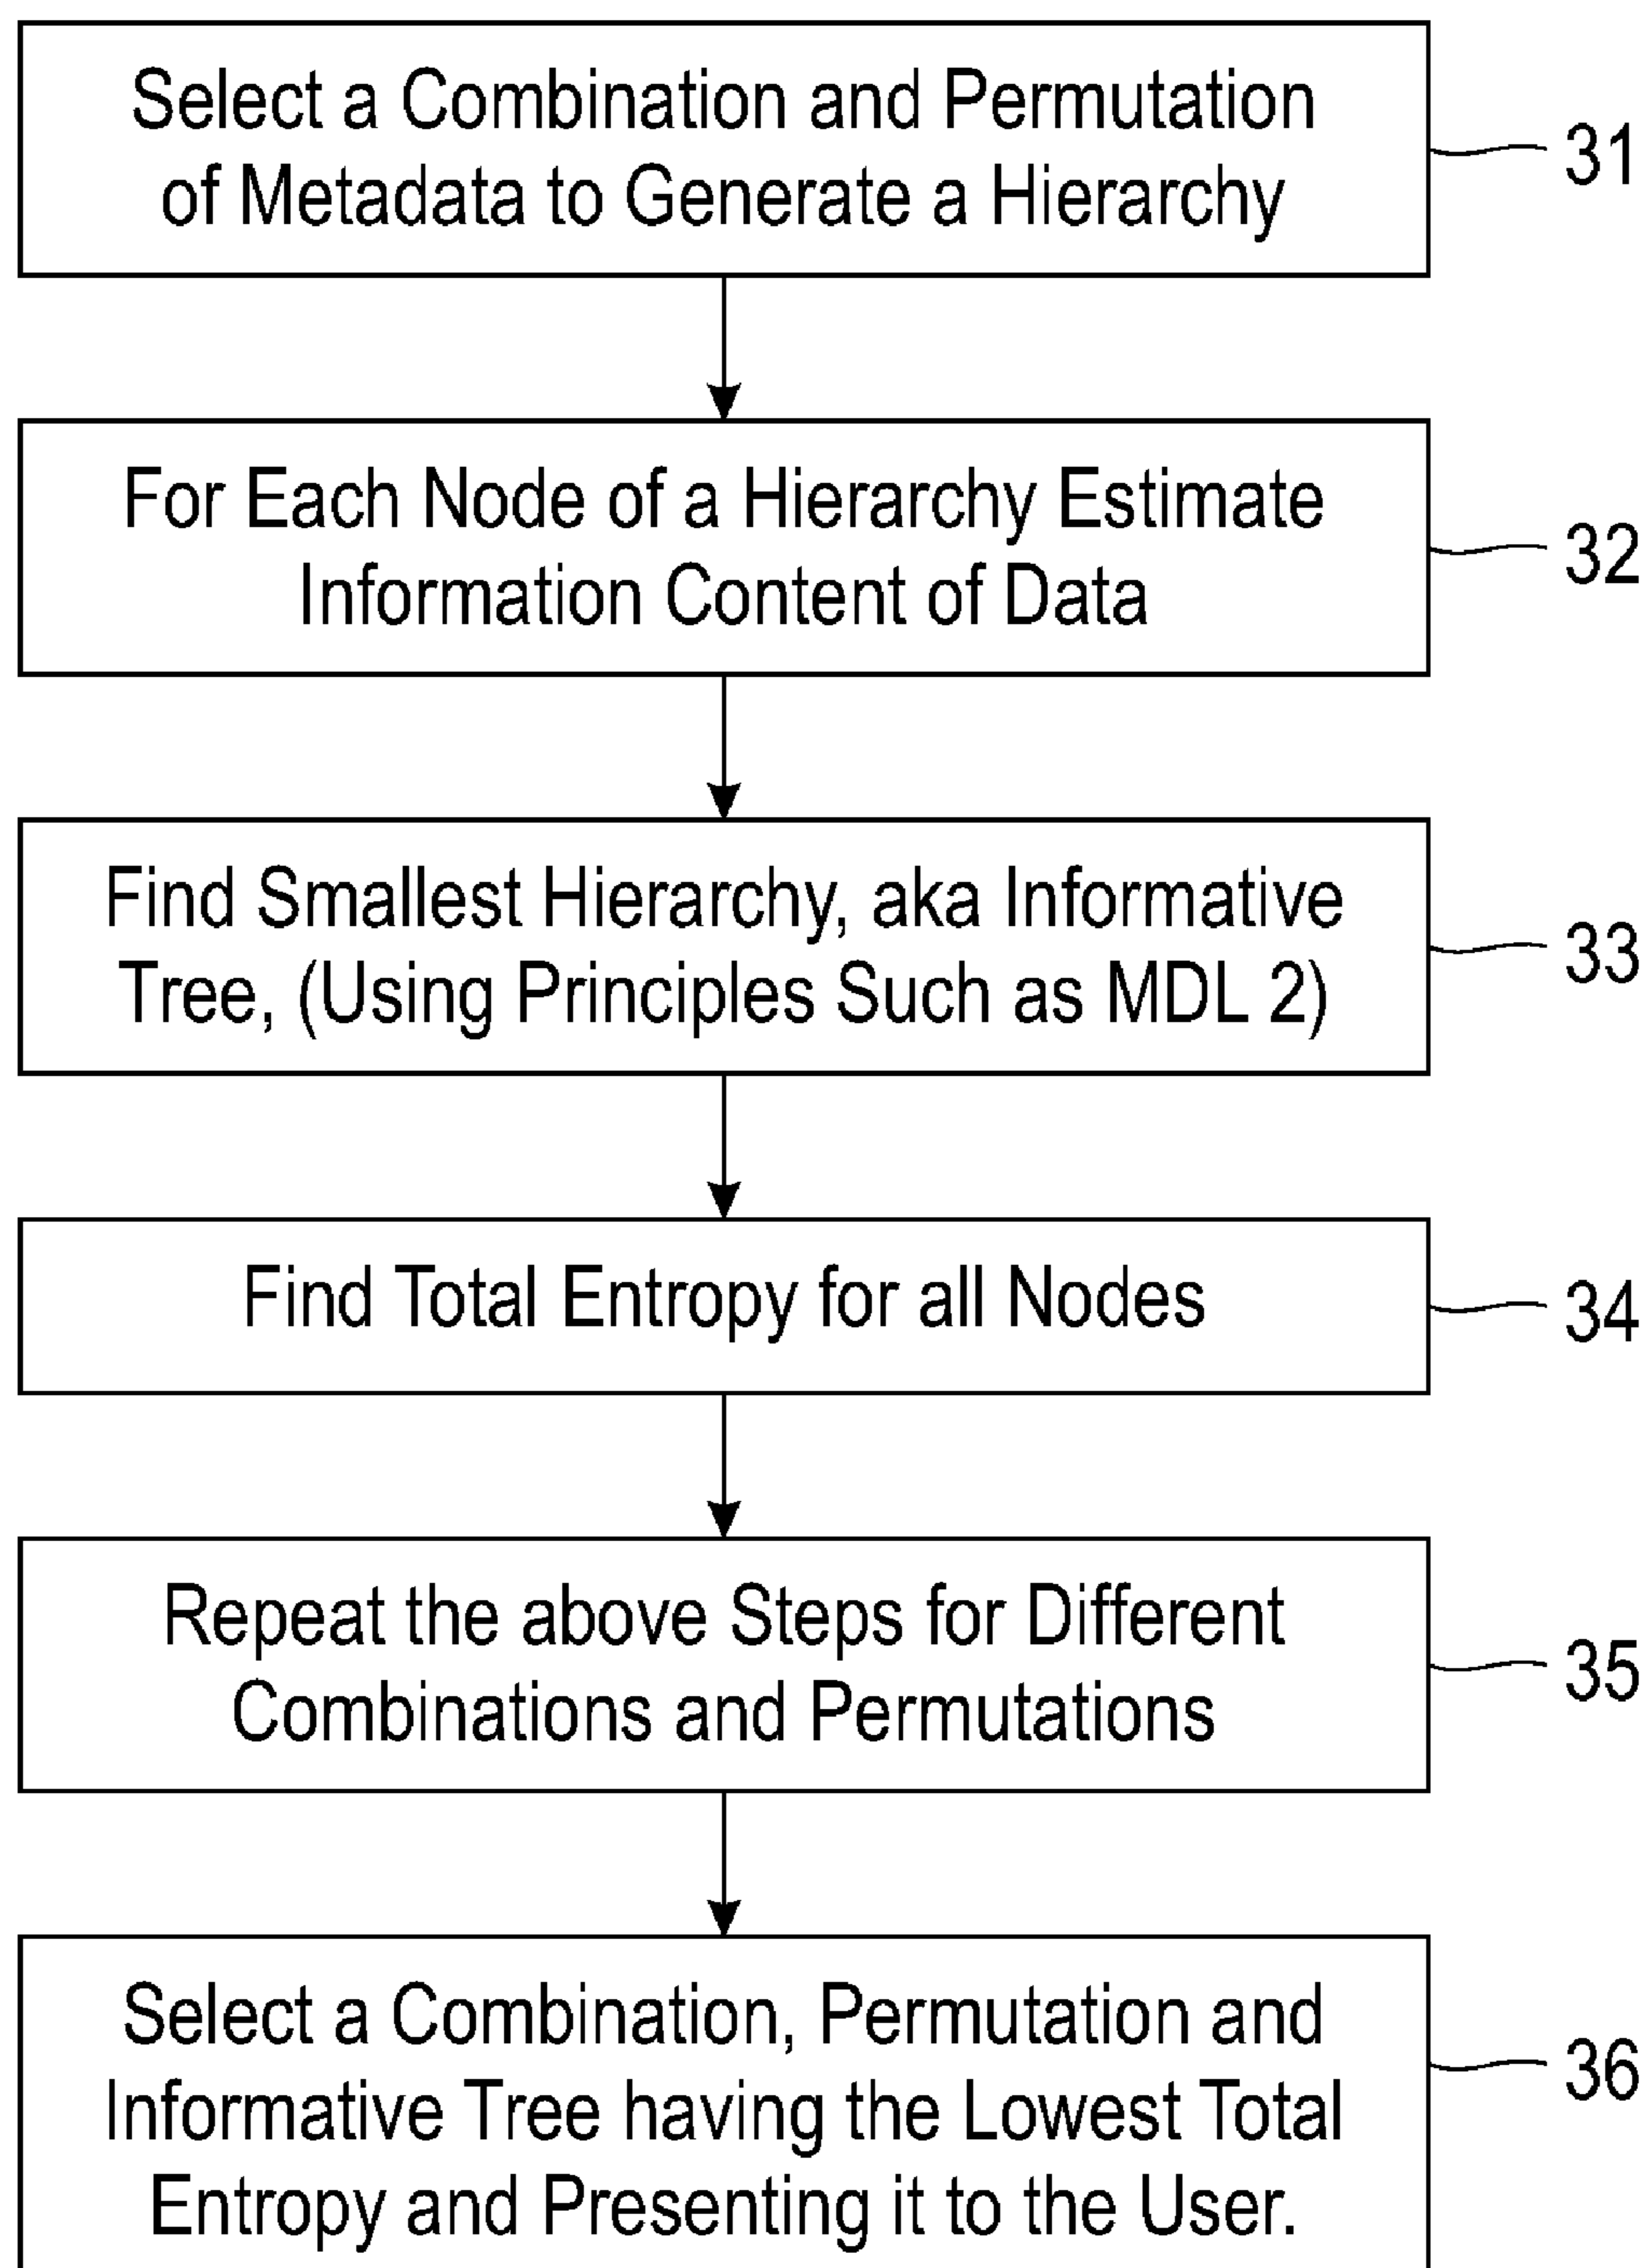 Select a Combination and Permutation
of Metadata to Generate a Hierarchy
31
For Each Node of a Hierarchy Estimate
Information Content of Data
32
Find Smallest Hierarchy, aka Informative
Tree, (Using Principles Such as MDL 2)
33
Find Total Entropy for all Nodes
34
Repeat the above Steps for Different
Combinations and Permutations
35
Select a Combination, Permutation and
Informative Tree having the Lowest Total
Entropy and Presenting it to the User.
36